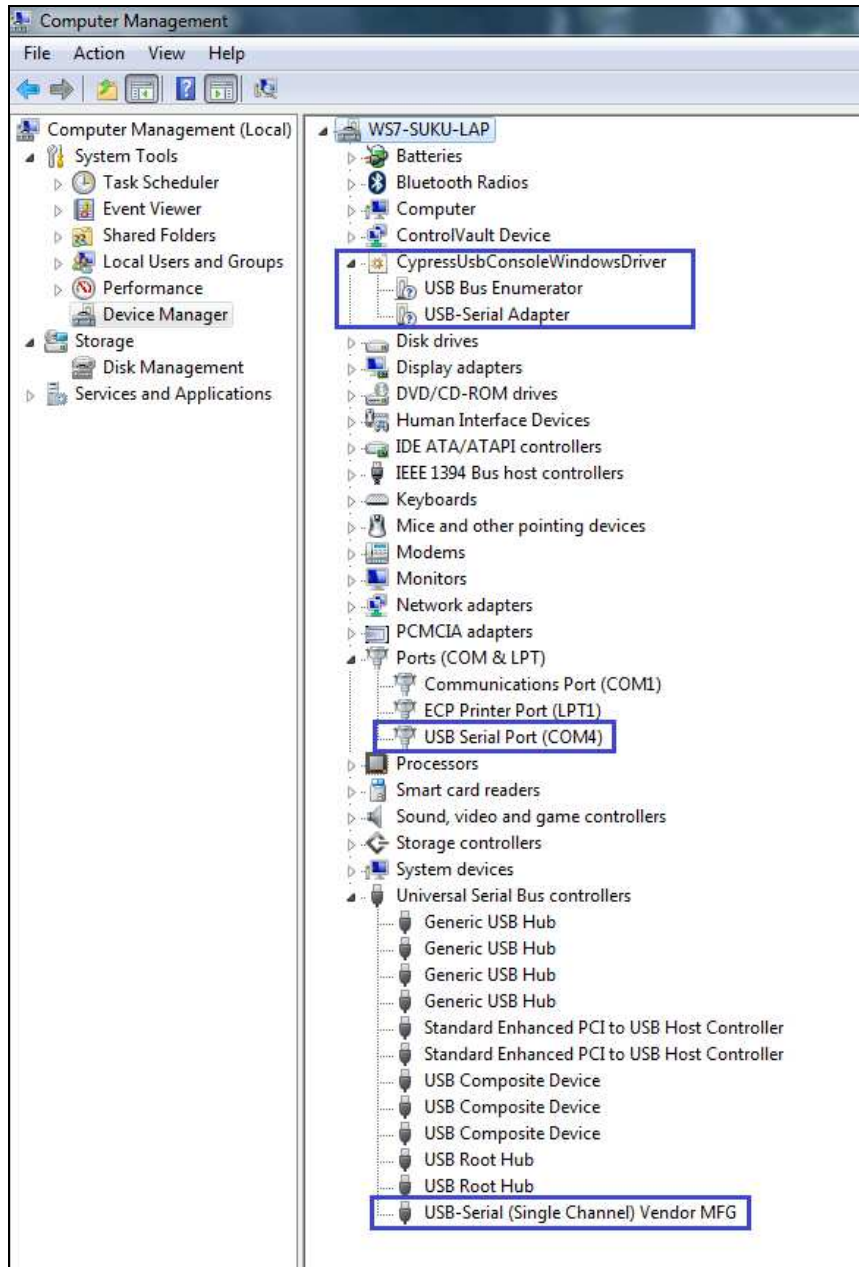 Computer Management
File Action View Help
Computer Management (Local)
System Tools
Task Scheduler
Event Viewer
Shared Folders
Local Users and Groups
Performance
Device Manager
Storage
Disk Management
Services and Applications
WS7-SUKU-LAP
Batteries
Bluetooth Radios
Computer
ControlVault Device
CypressUsbConsoleWindowsDriver
USB Bus Enumerator
USB-Serial Adapter
Disk drives
Display adapters
DVD/CD-ROM drives
Human Interface Devices
IDE ATA/ATAPI controllers
IEEE 1394 Bus host controllers
Keyboards
Mice and other pointing devices
Modems
Monitors
Network adapters
PCMCIA adapters
Ports (COM & LPT)
Communications Port (COM1)
ECP Printer Port (LPT1)
USB Serial Port (COM4)
Processors
Smart card readers
Sound, video and game controllers
Storage controllers
System devices
Universal Serial Bus controllers
Generic USB Hub
Generic USB Hub
Generic USB Hub
Generic USB Hub
Standard Enhanced PCI to USB Host Controller
Standard Enhanced PCI to USB Host Controller
USB Composite Device
USB Composite Device
USB Composite Device
USB Root Hub
USB Root Hub
USB-Serial (Single Channel) Vendor MFG